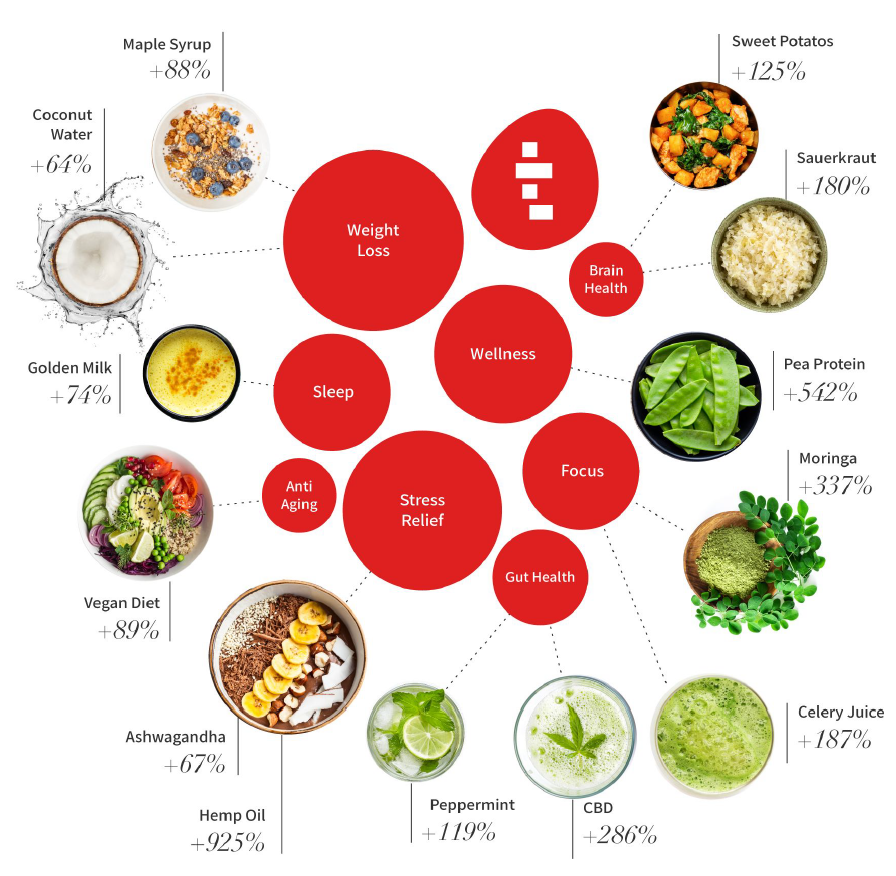 Maple Syrup
+88%
Sweet Potatos
+125%
Coconut
Water
+64%
Sauerkraut
+180%
Weight
Loss
Brain
Health
Wellness
Golden Milk
+74%
Sleep
Pea Protein
+542%
Moringa
+337%
Focus
Anti
Aging
Stress
Relief
Gut Health
Vegan Diet
+89%
Celery Juice
+187%
Ashwagandha
+67%
Hemp Oil
+925%
Peppermint
+119%
CBD
+286%